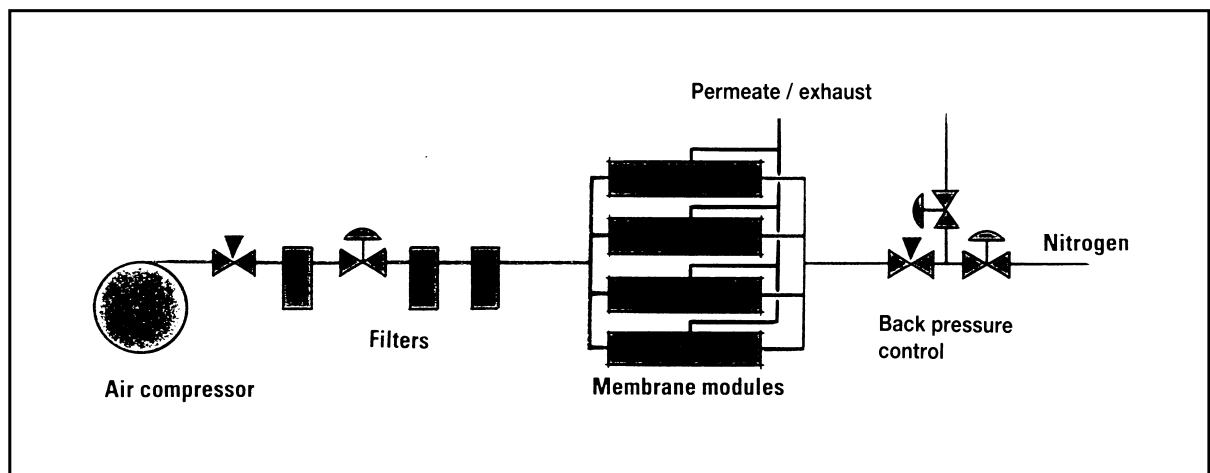 Permeate / exhaust
Nitrogen
Filters
Back pressure
control
Air compressor
Membrane modules